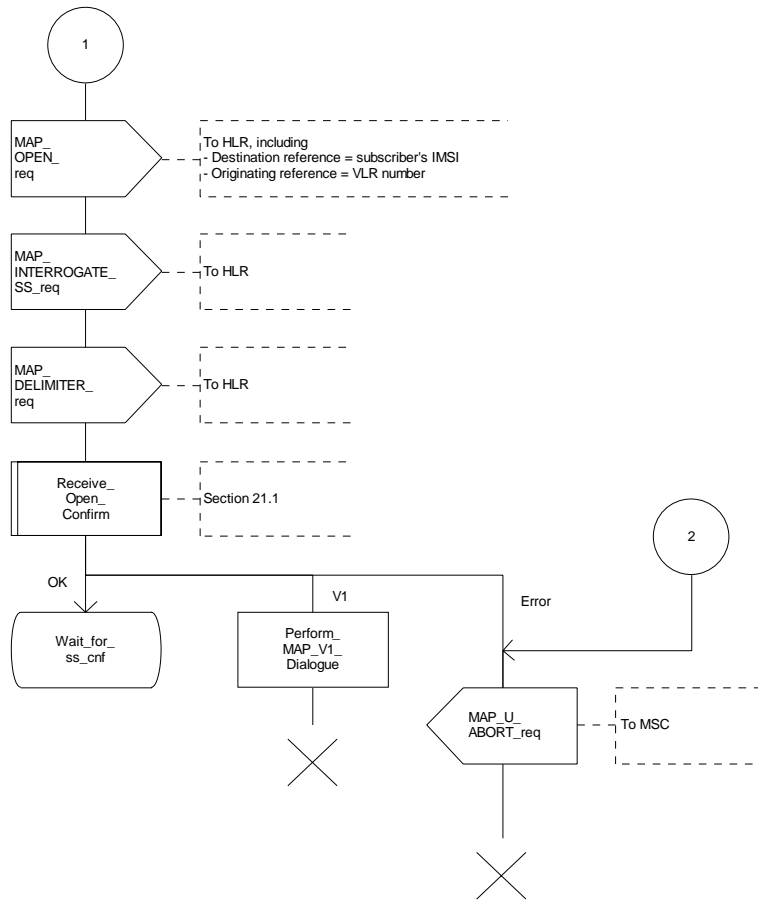 1
MAP_
OPEN_
req
To HLR, including
- Destination reference = subscriber's IMSI
- Originating reference = VLR number
MAP_
INTERROGATE_
SS_req
To HLR
MAP_
DELIMITER_
req
To HLR
Receive_
Open_
Confirm
Section 21.1
2
OK
V1
Error
Wait_for_
ss_cnf
Perform_
MAP_V1_
Dialogue
MAP_U_
ABORT_req
To MSC